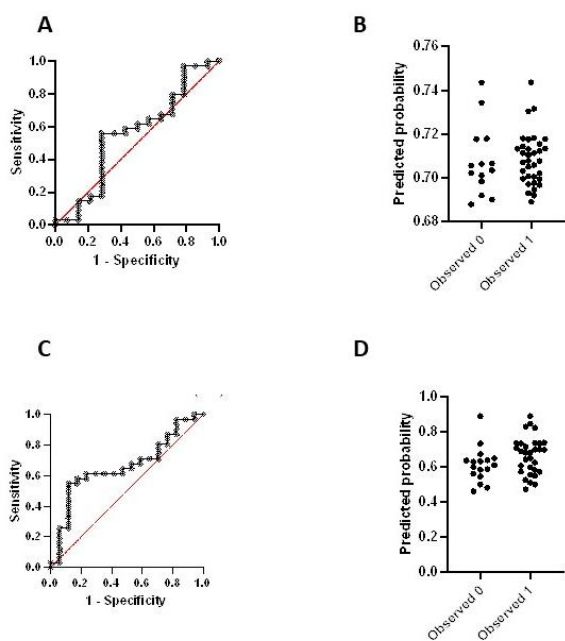 A
B
1.0
0.8
0.6
0.4
0.2
0.0
Sensitivity
0.0 0.2 0.4 0.6 0.8 1.0
1 - Specificity
0.76
0.74
0.72
0.70
0.68
Predicted probability
Observed 0
Observed 1
C
D
1.0
0.8
0.6
0.4
0.2
0.0
Sensitivity
0.0 0.2 0.4 0.6 0.8 1.0
1 - Specificity
1.0
0.8
0.6
0.4
0.2
0.0
Predicted probability
Observed 0
Observed 1